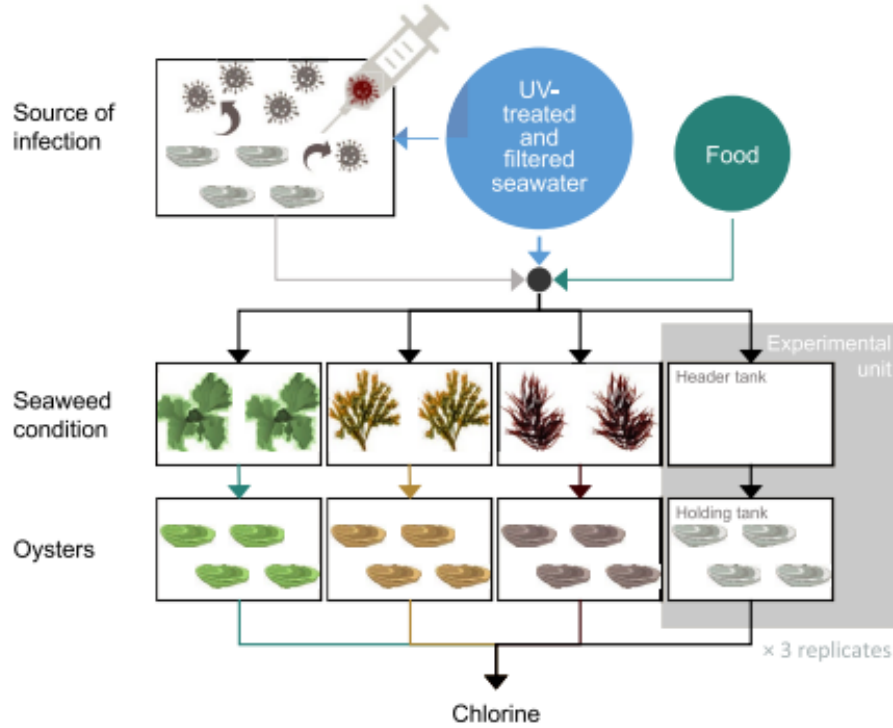 Source of
infection
UV-
treated
and
filtered
seawater
Food
Experimental
unit
Seaweed
condition
Header tank
Oysters
Holding tank
× 3 replicates
Chlorine